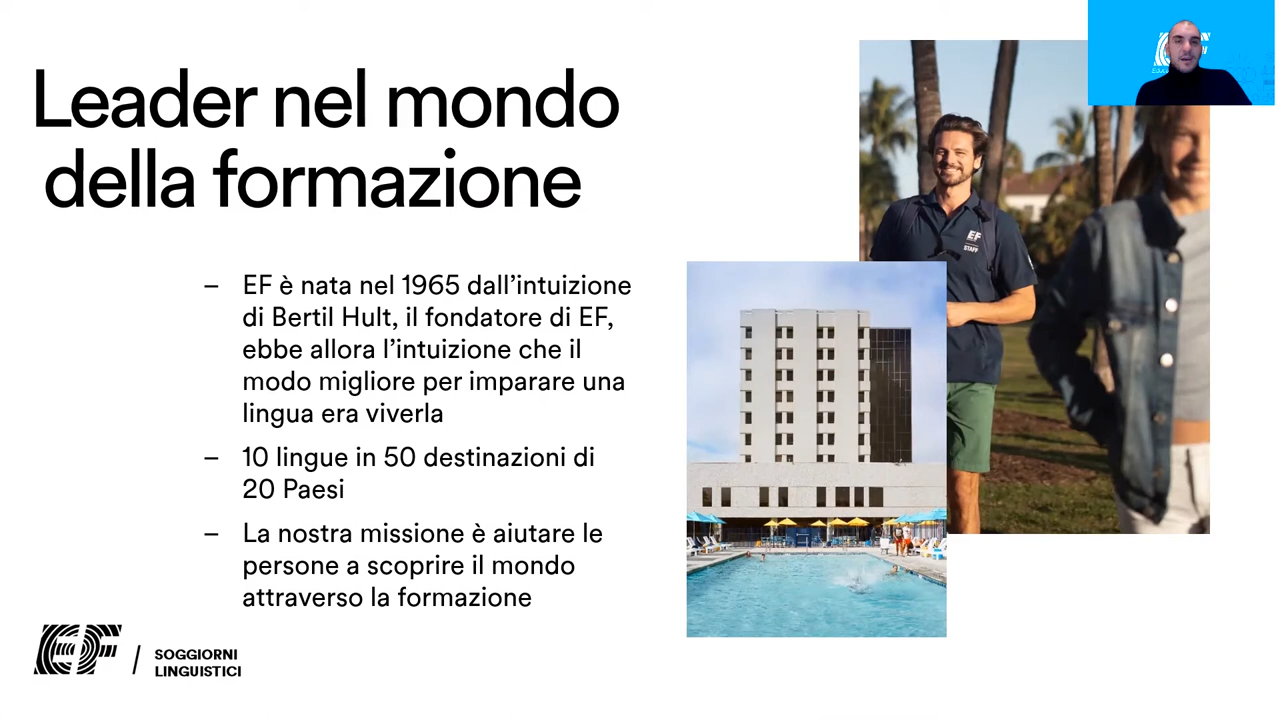 Leader nel mondo
della formazione
– EF è nata nel 1965 dall’intuizione
di Bertil Hult, il fondatore di EF,
ebbe allora l’intuizione che il
modo migliore per imparare una
lingua era viverla
– 10 lingue in 50 destinazioni di
20 Paesi
– La nostra missione è aiutare le
persone a scoprire il mondo
attraverso la formazione
EF / SOGGIORNI
LINGUISTICI
EF
STAFF
EF